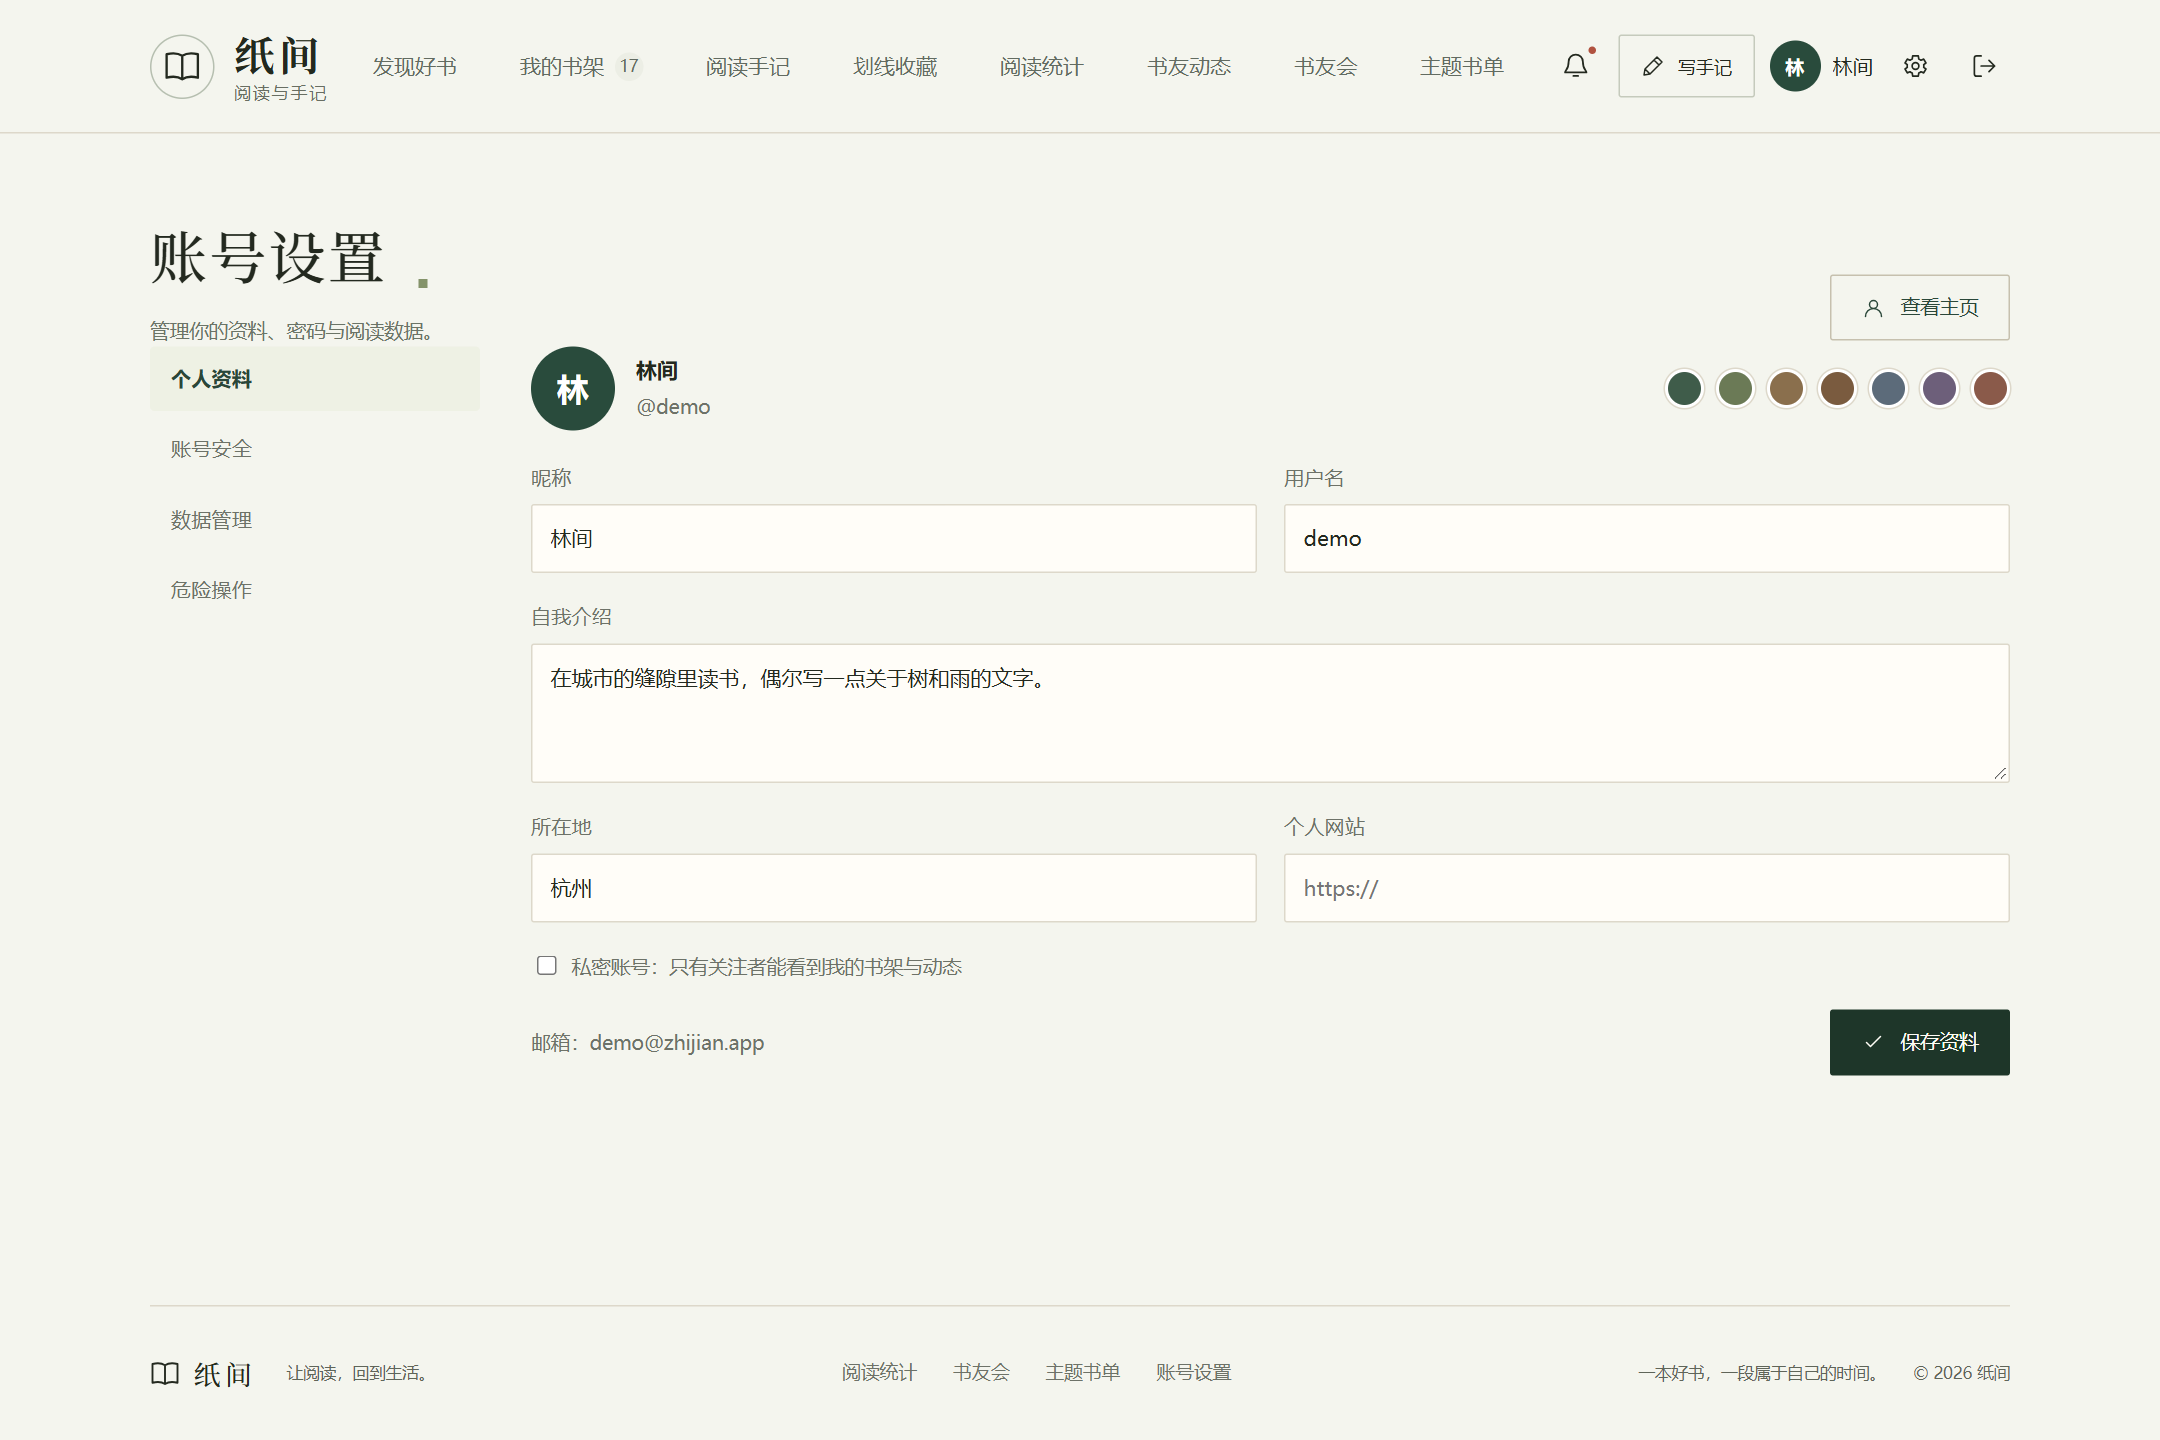 纸间
阅读与手记
发现好书
我的书架 17
阅读手记
划线收藏
阅读统计
书友动态
书友会
主题书单
写手记
林 林间
账号设置 .
管理你的资料、密码与阅读数据。
查看主页
个人资料
账号安全
数据管理
危险操作
林
林间
@demo
昵称
林间
用户名
demo
自我介绍
在城市的缝隙里读书，偶尔写一点关于树和雨的文字。
所在地
杭州
个人网站
https://
私密账号：只有关注者能看到我的书架与动态
邮箱：demo@zhijian.app
保存资料
纸间
让阅读，回到生活。
阅读统计
书友会
主题书单
账号设置
一本好书，一段属于自己的时间。
© 2026 纸间